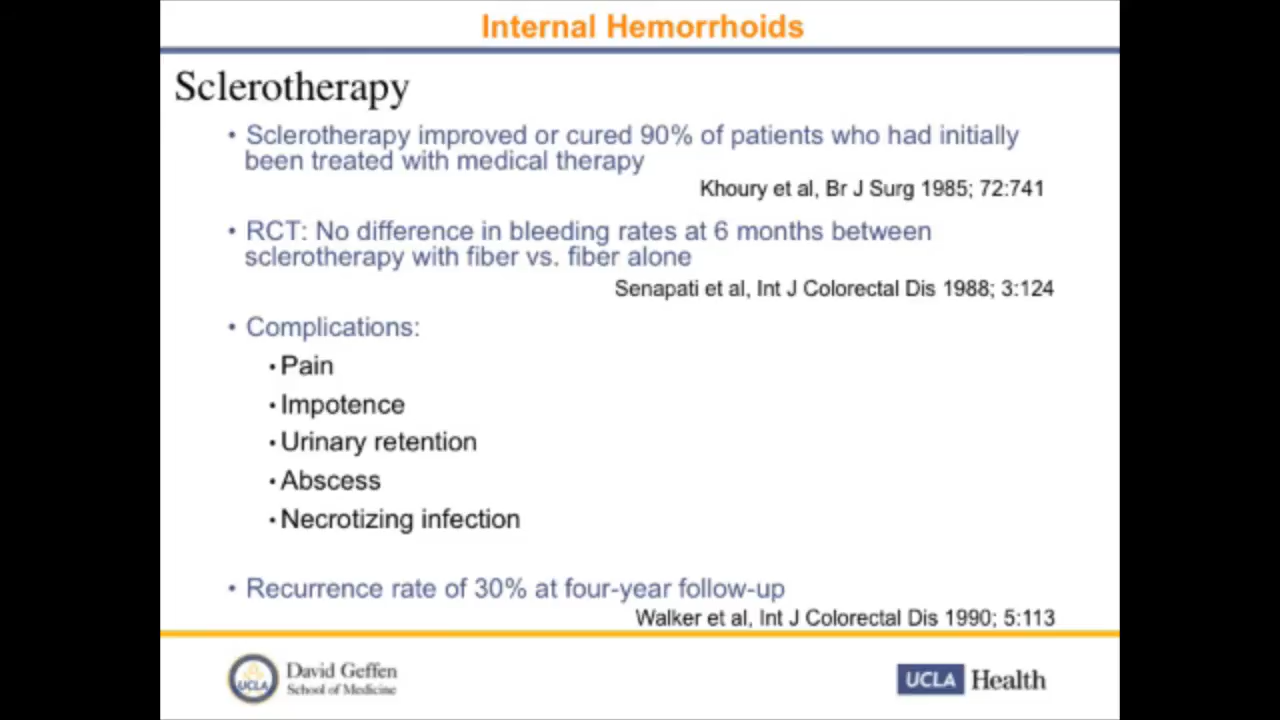 Internal Hemorrhoids
Sclerotherapy
• Sclerotherapy improved or cured 90% of patients who had initially
been treated with medical therapy
Khoury et al, Br J Surg 1985; 72:741
• RCT: No difference in bleeding rates at 6 months between
sclerotherapy with fiber vs. fiber alone
Senapati et al, Int J Colorectal Dis 1988; 3:124
• Complications:
• Pain
• Impotence
• Urinary retention
• Abscess
• Necrotizing infection
• Recurrence rate of 30% at four-year follow-up
Walker et al, Int J Colorectal Dis 1990; 5:113
UCLA
David Geffen
School of Medicine
UCLA Health